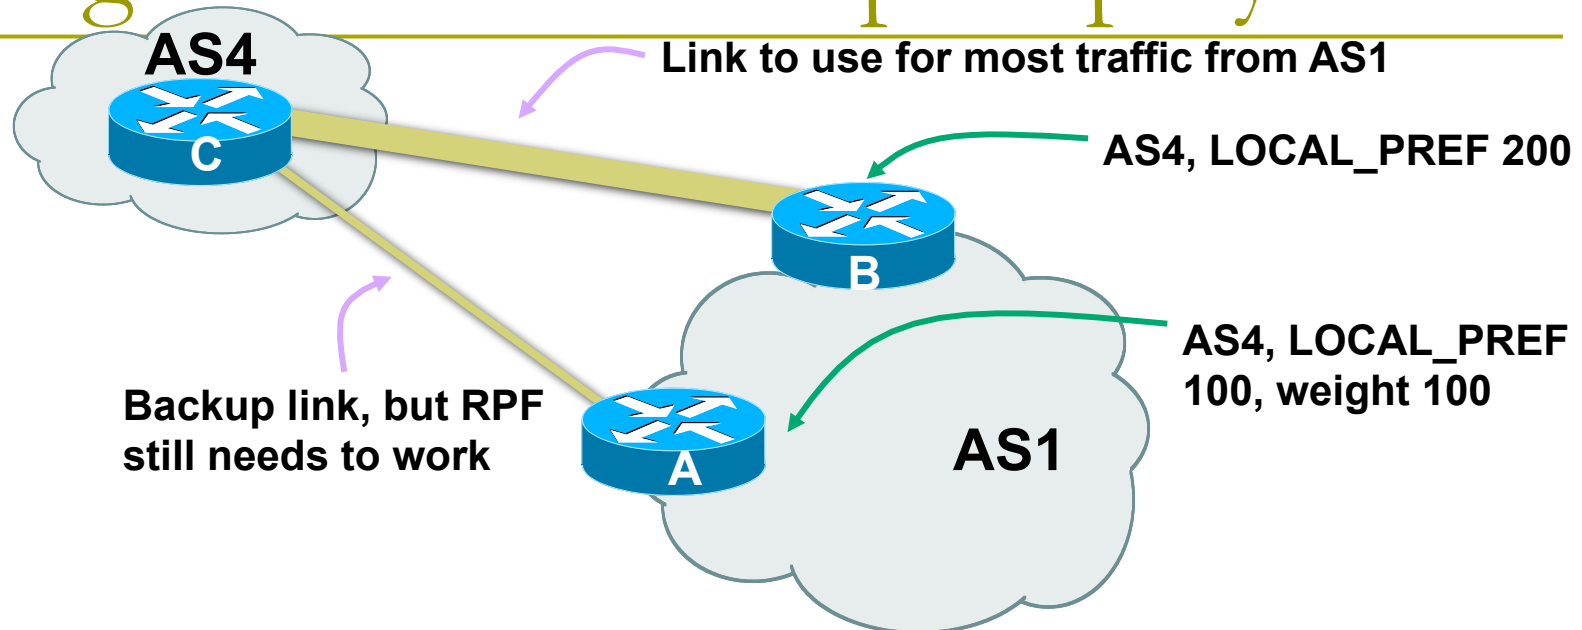 AS4
Link to use for most traffic from AS1
C
AS4, LOCAL_PREF 200
B
AS4, LOCAL_PREF
100, weight 100
Backup link, but RPF
still needs to work
A
AS1